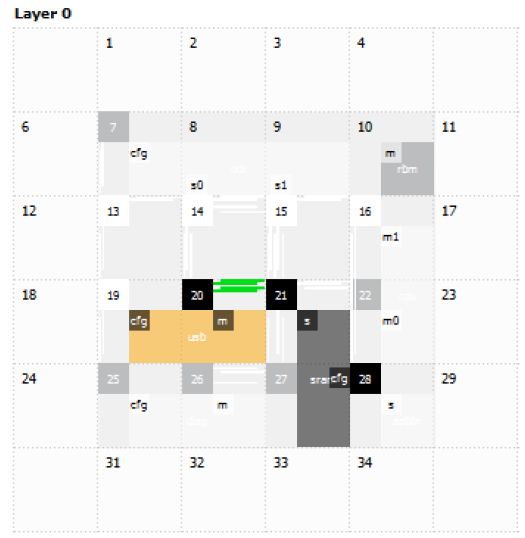 Layer 0
1 2 3 4
6 7 8 9 10 11
cfg m
rom
s0 s1
12 13 14 15 16 17
m1
18 19 20 21 22 23
cfg m s m0
usb
24 25 26 27 cfg 28 29
cfg m s
31 32 33 34